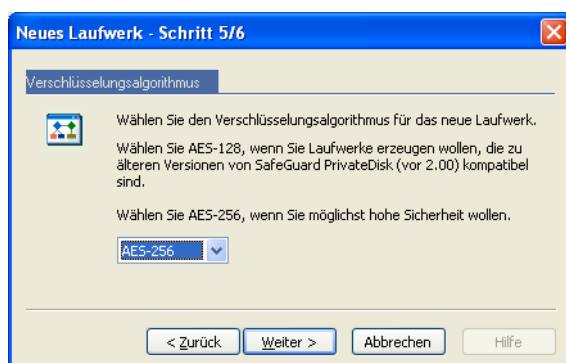 Neues Laufwerk - Schritt 5/6
Verschlüsselungsalgorithmus
Wählen Sie den Verschlüsselungsalgorithmus für das neue Laufwerk.
Wählen Sie AES-128, wenn Sie Laufwerke erzeugen wollen, die zu
älteren Versionen von SafeGuard PrivateDisk (vor 2.00) kompatibel
sind.
Wählen Sie AES-256, wenn Sie möglichst hohe Sicherheit wollen.
AES-256
< Zurück Weiter > Abbrechen Hilfe